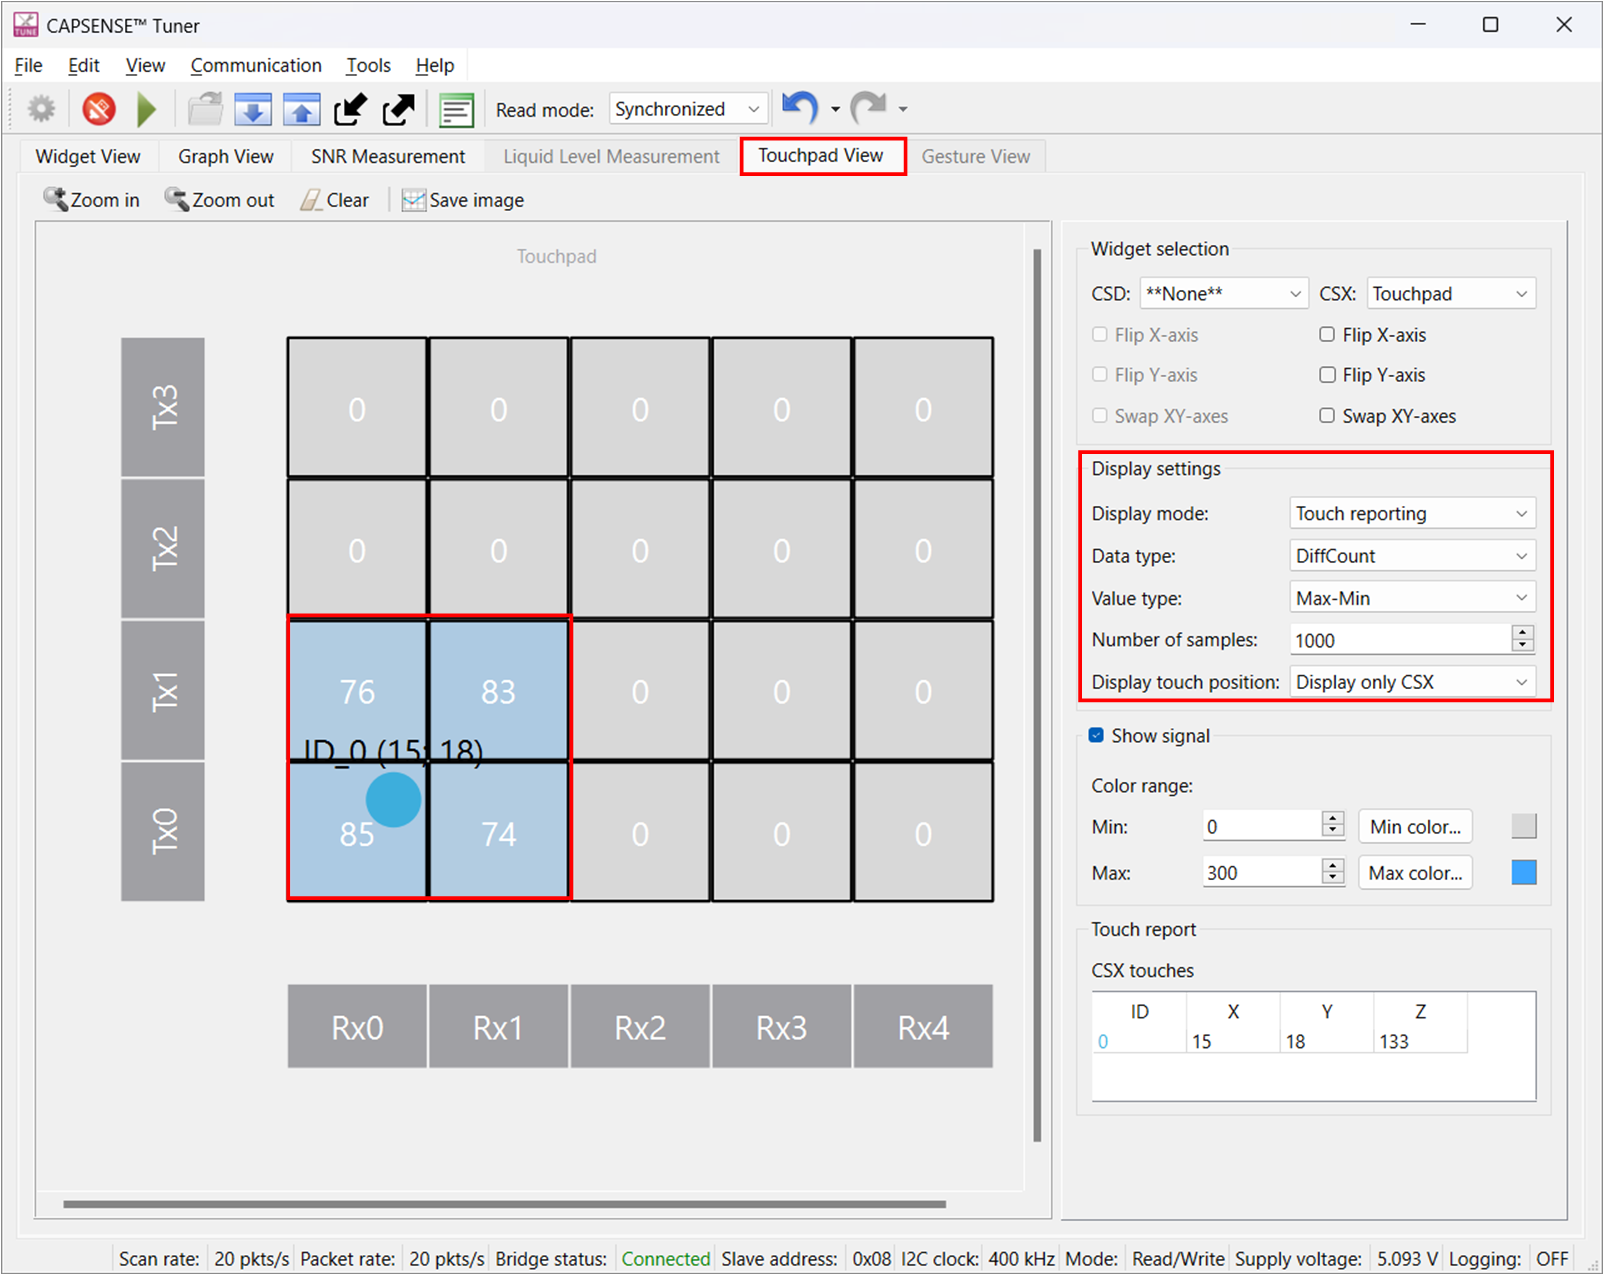 CAPSENSE™ Tuner
File Edit View Communication Tools Help
Read mode: Synchronized
Widget View Graph View SNR Measurement Liquid Level Measurement Touchpad View Gesture View
Zoom in Zoom out Clear Save image
Touchpad
Tx3 0 0 0 0 0
Tx2 0 0 0 0 0
Tx1 76 83 0 0 0
ID_0 (15; 18)
Tx0 85 74 0 0 0
Rx0 Rx1 Rx2 Rx3 Rx4
Widget selection
CSD: **None** CSX: Touchpad
Flip X-axis Flip X-axis
Flip Y-axis Flip Y-axis
Swap XY-axes Swap XY-axes
Display settings
Display mode: Touch reporting
Data type: DiffCount
Value type: Max-Min
Number of samples: 1000
Display touch position: Display only CSX
Show signal
Color range:
Min: 0 Min color...
Max: 300 Max color...
Touch report
CSX touches
ID X Y Z
0 15 18 133
Scan rate: 20 pkts/s Packet rate: 20 pkts/s Bridge status: Connected Slave address: 0x08 I2C clock: 400 kHz Mode: Read/Write Supply voltage: 5.093 V Logging: OFF